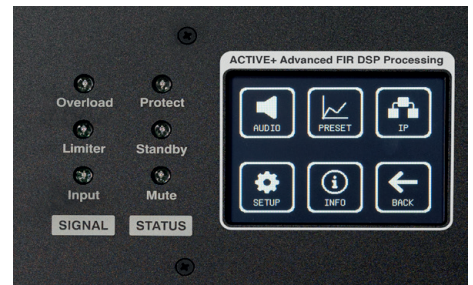 ACTIVE+ Advanced FIR DSP Processing
Overload Protect
Limiter Standby
Input Mute
SIGNAL STATUS
AUDIO PRESET IP
SETUP INFO BACK